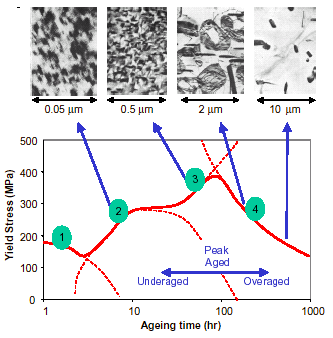 0.05 µm 0.5 µm 2 µm 10 µm
500
400
300
200
100
0
Yield Stress (MPa)
1
2
3
4
Peak
Aged
Underaged Overaged
1 10 100 1000
Ageing time (hr)